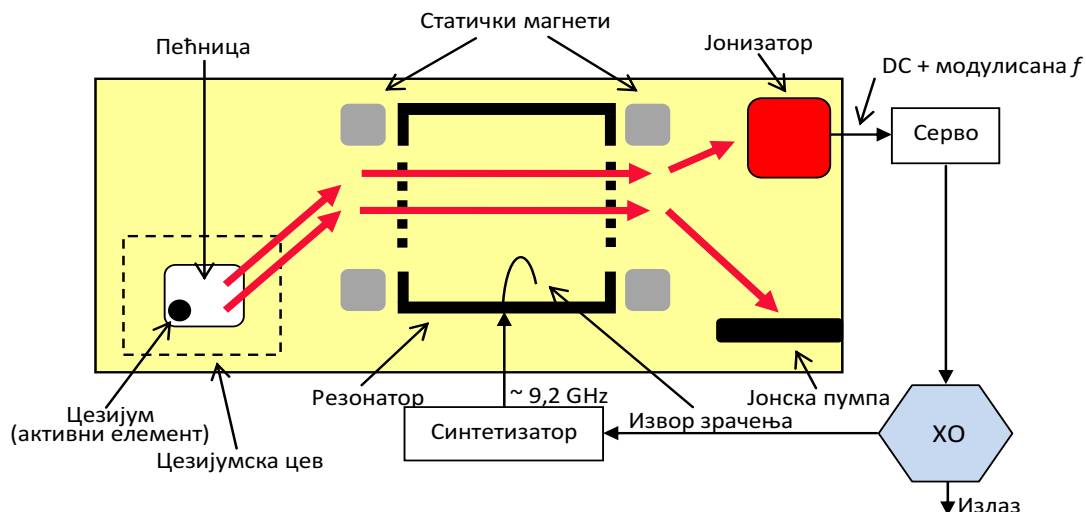 Статички магнети
Пећница
Јонизатор
DC + модулисана f
Серво
Цезијум
(активни елемент)
Цезијумска цев
Резонатор
~ 9,2 GHz
Синтетизатор
Извор зрачења
Јонска пумпа
ХО
Излаз